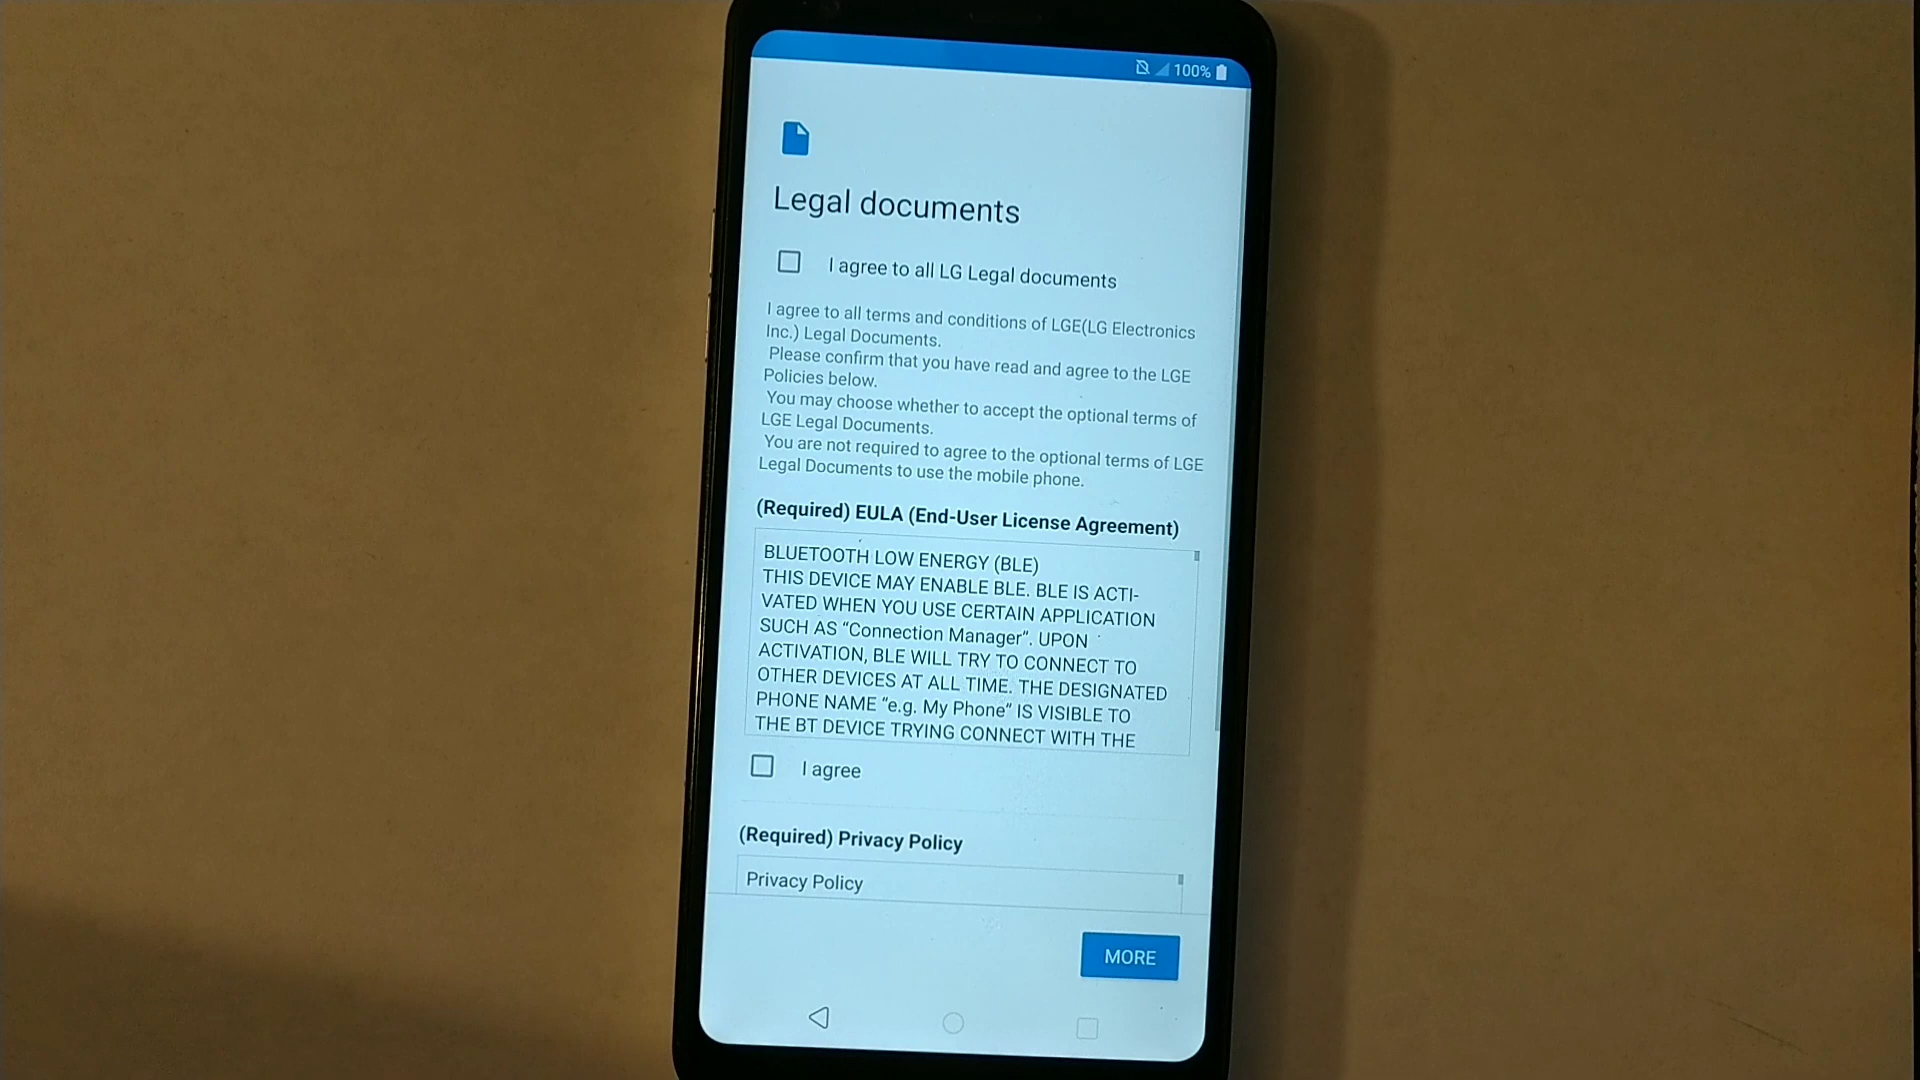 100%
Legal documents
I agree to all LG Legal documents
I agree to all terms and conditions of LGE(LG Electronics
Inc.) Legal Documents.
Please confirm that you have read and agree to the LGE
Policies below.
You may choose whether to accept the optional terms of
LGE Legal Documents.
You are not required to agree to the optional terms of LGE
Legal Documents to use the mobile phone.
(Required) EULA (End-User License Agreement)
BLUETOOTH LOW ENERGY (BLE)
THIS DEVICE MAY ENABLE BLE. BLE IS ACTI-
VATED WHEN YOU USE CERTAIN APPLICATION
SUCH AS “Connection Manager”. UPON
ACTIVATION, BLE WILL TRY TO CONNECT TO
OTHER DEVICES AT ALL TIME. THE DESIGNATED
PHONE NAME “e.g. My Phone” IS VISIBLE TO
THE BT DEVICE TRYING CONNECT WITH THE
I agree
(Required) Privacy Policy
Privacy Policy
MORE